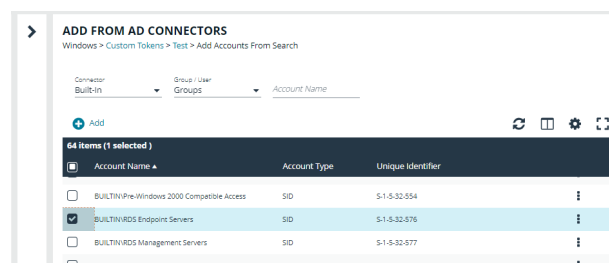 ADD FROM AD CONNECTORS
Windows > Custom Tokens > Test > Add Accounts From Search
Connector
Built-In
Group / User
Groups
Account Name
Add
64 items (1 selected )
Account Name Account Type Unique Identifier
BUILTIN\Pre-Windows 2000 Compatible Access SID S-1-5-32-554
BUILTIN\RDS Endpoint Servers SID S-1-5-32-576
BUILTIN\RDS Management Servers SID S-1-5-32-577